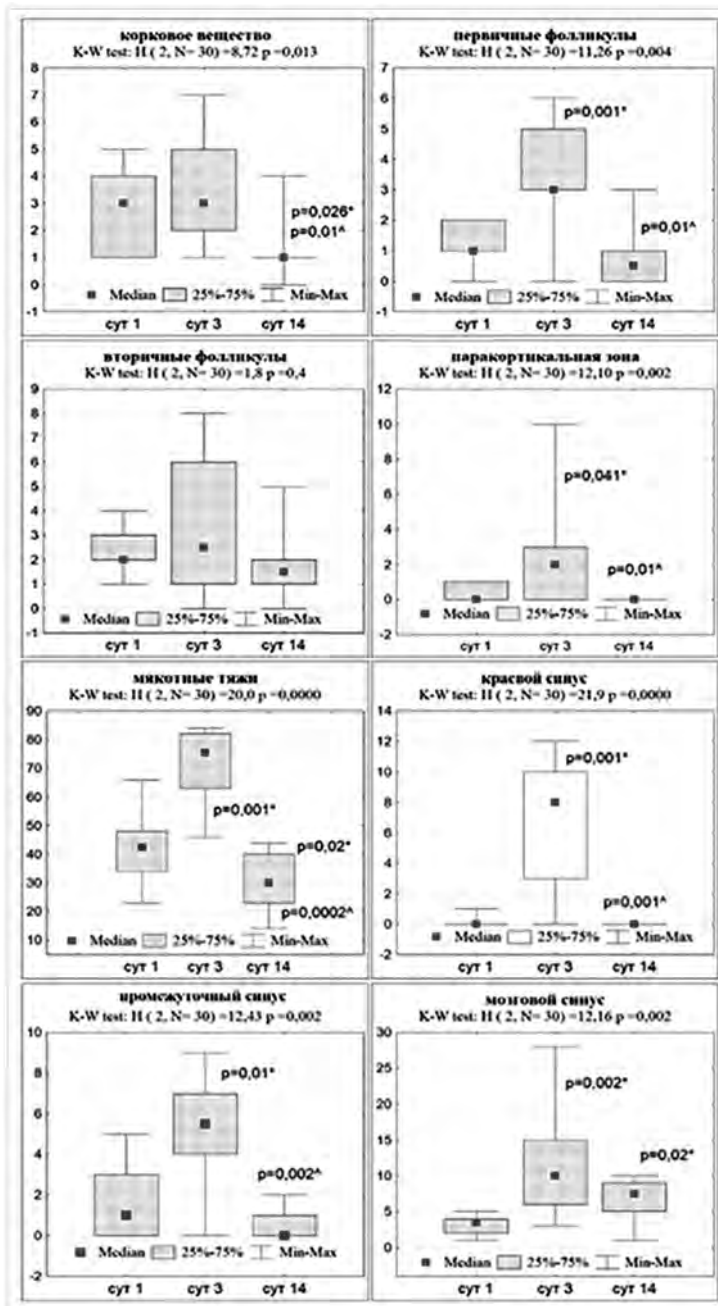 корковое вещество
K-W test: H ( 2, N= 30) =8,72 p =0,013
8
7
6
5
4
3
2
1
0
-1
p=0,026*
p=0,01^
Median 25%-75% Min-Max
сут 1 сут 3 сут 14
первичные фолликулы
K-W test: H ( 2, N= 30) =11,26 p =0,004
7
6
5
4
3
2
1
0
-1
p=0,001*
p=0,01^
Median 25%-75% Min-Max
сут 1 сут 3 сут 14
вторичные фолликулы
K-W test: H ( 2, N= 30) =1,8 p =0,4
9
8
7
6
5
4
3
2
1
0
-1
Median 25%-75% Min-Max
сут 1 сут 3 сут 14
паракортикальная зона
K-W test: H ( 2, N= 30) =12,10 p =0,002
12
10
8
6
4
2
0
-2
p=0,041*
p=0,01^
Median 25%-75% Min-Max
сут 1 сут 3 сут 14
мякотные тяжи
K-W test: H ( 2, N= 30) =20,0 p =0,0000
90
80
70
60
50
40
30
20
10
p=0,001*
p=0,02*
p=0,0002^
Median 25%-75% Min-Max
сут 1 сут 3 сут 14
краевой синус
K-W test: H ( 2, N= 30) =21,9 p =0,0000
14
12
10
8
6
4
2
0
-2
p=0,001*
p=0,001^
Median 25%-75% Min-Max
сут 1 сут 3 сут 14
промежуточный синус
K-W test: H ( 2, N= 30) =12,43 p =0,002
10
8
6
4
2
0
-2
p=0,01*
p=0,002^
Median 25%-75% Min-Max
сут 1 сут 3 сут 14
мозговой синус
K-W test: H ( 2, N= 30) =12,16 p =0,002
30
25
20
15
10
5
0
p=0,002*
p=0,02*
Median 25%-75% Min-Max
сут 1 сут 3 сут 14